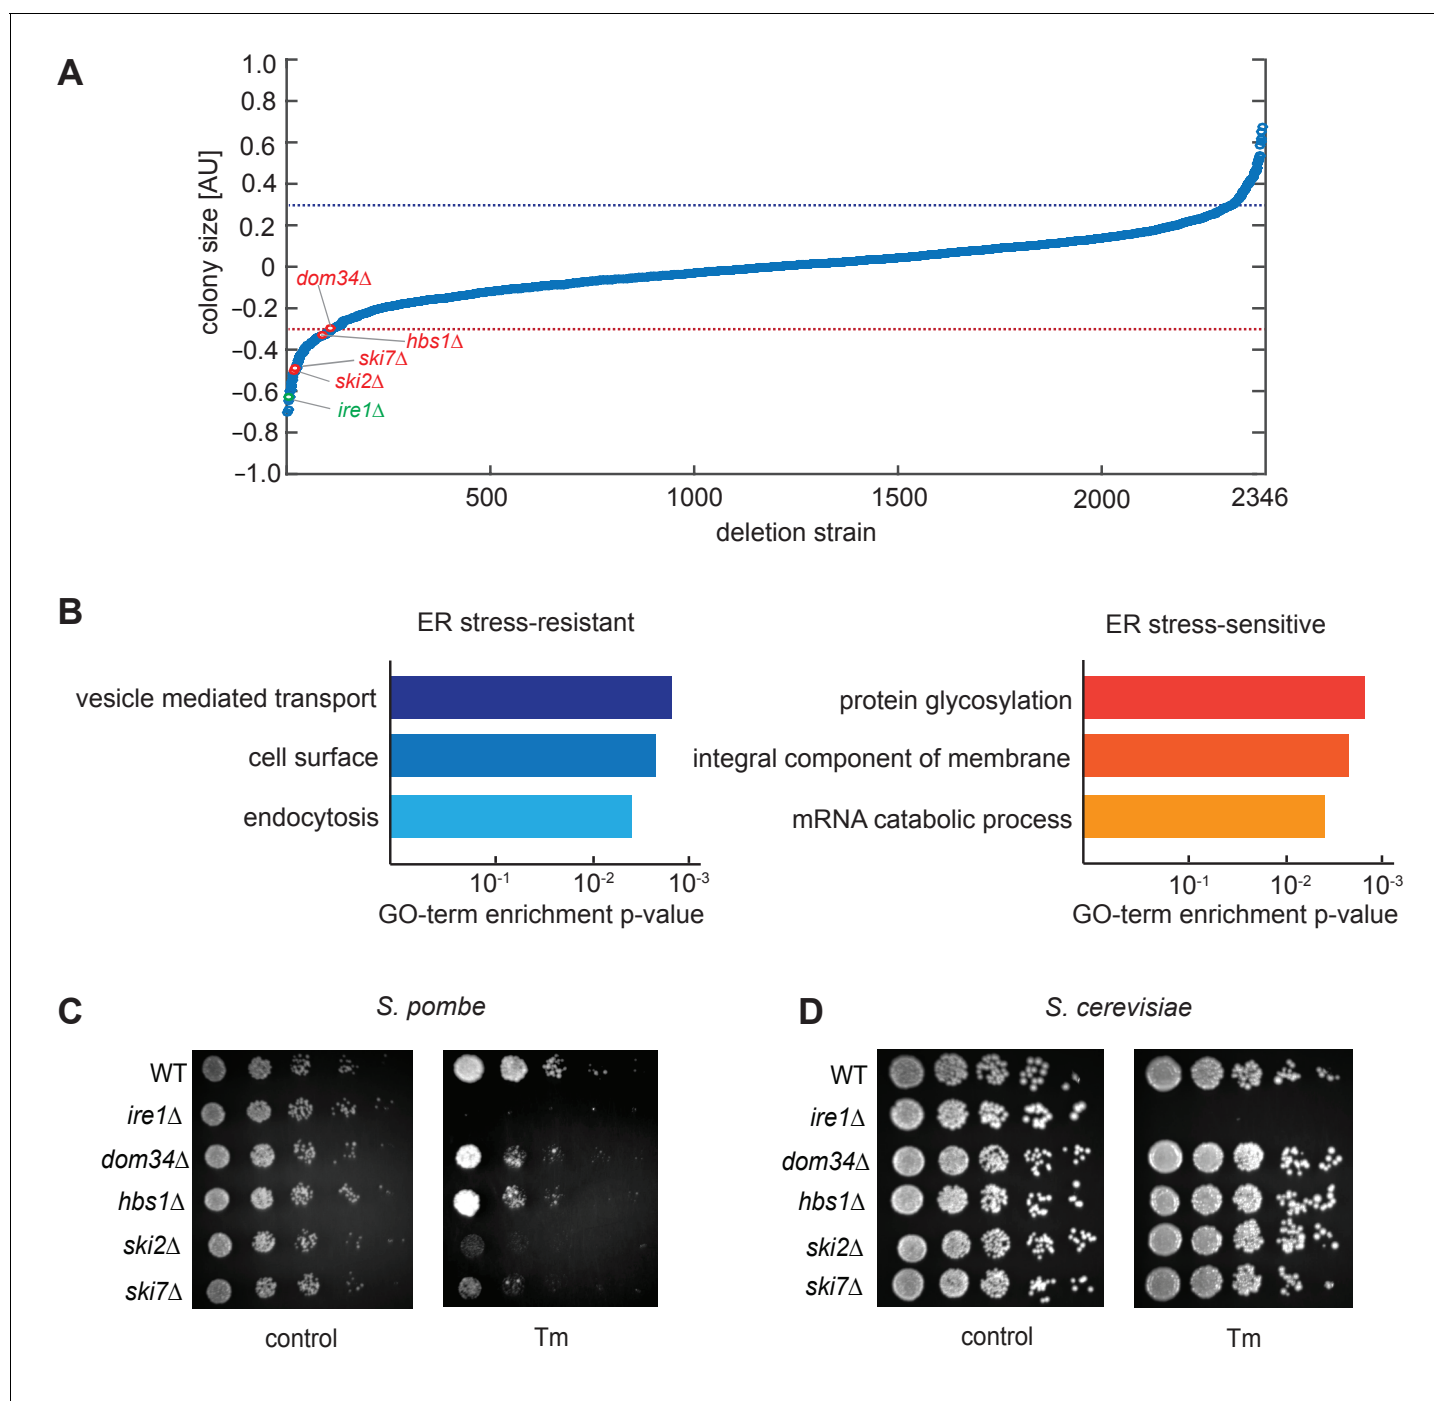 A
colony size [AU]
1.0
0.8
0.6
0.4
0.2
0
−0.2
−0.4
−0.6
−0.8
−1.0
dom34Δ
hbs1Δ
ski7Δ
ski2Δ
ire1Δ
500 1000 1500 2000 2346
deletion strain
B
ER stress-resistant
vesicle mediated transport
cell surface
endocytosis
10⁻¹ 10⁻² 10⁻³
GO-term enrichment p-value
ER stress-sensitive
protein glycosylation
integral component of membrane
mRNA catabolic process
10⁻¹ 10⁻² 10⁻³
GO-term enrichment p-value
C
S. pombe
WT
ire1Δ
dom34Δ
hbs1Δ
ski2Δ
ski7Δ
control Tm
D
S. cerevisiae
WT
ire1Δ
dom34Δ
hbs1Δ
ski2Δ
ski7Δ
control Tm